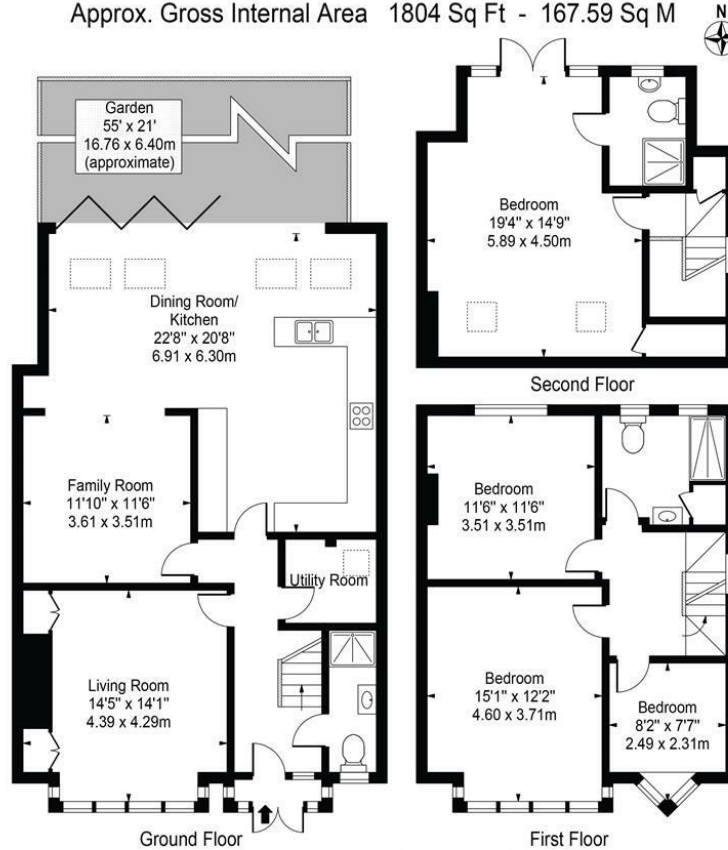 Approx. Gross Internal Area 1804 Sq Ft - 167.59 Sq M
N
Garden
55' x 21'
16.76 x 6.40m
(approximate)
Dining Room/
Kitchen
22'8" x 20'8"
6.91 x 6.30m
Family Room
11'10" x 11'6"
3.61 x 3.51m
Utility Room
Living Room
14'5" x 14'1"
4.39 x 4.29m
Ground Floor
Bedroom
19'4" x 14'9"
5.89 x 4.50m
Second Floor
Bedroom
11'6" x 11'6"
3.51 x 3.51m
Bedroom
15'1" x 12'2"
4.60 x 3.71m
Bedroom
8'2" x 7'7"
2.49 x 2.31m
First Floor